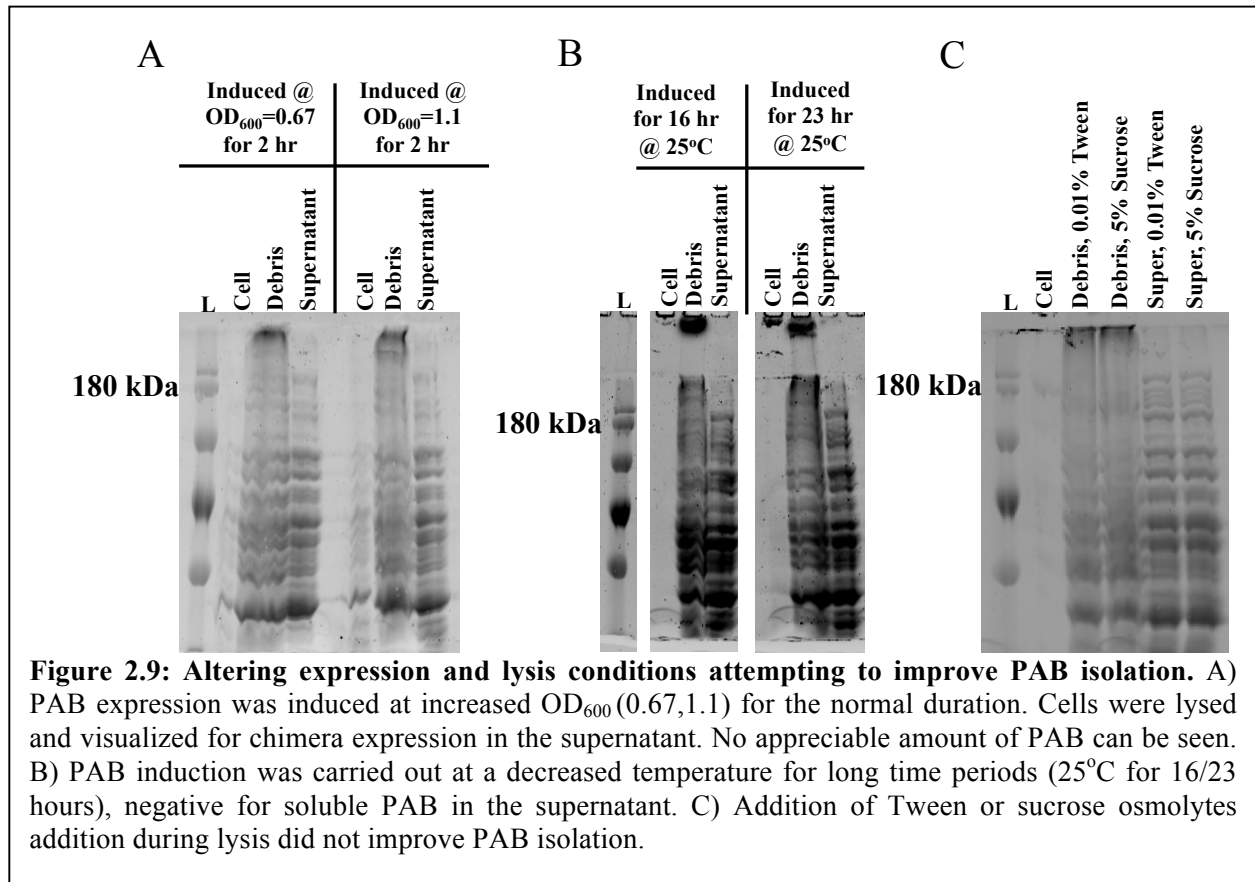 A
Induced @
OD₆₀₀=0.67
for 2 hr
Induced @
OD₆₀₀=1.1
for 2 hr
L
Cell
Debris
Supernatant
Cell
Debris
Supernatant
180 kDa
B
Induced
for 16 hr
@ 25°C
Induced
for 23 hr
@ 25°C
L
Cell
Debris
Supernatant
Cell
Debris
Supernatant
180 kDa
C
L
Cell
Debris, 0.01% Tween
Debris, 5% Sucrose
Super, 0.01% Tween
Super, 5% Sucrose
180 kDa
Figure 2.9: Altering expression and lysis conditions attempting to improve PAB isolation. A)
PAB expression was induced at increased OD₆₀₀ (0.67,1.1) for the normal duration. Cells were lysed
and visualized for chimera expression in the supernatant. No appreciable amount of PAB can be seen.
B) PAB induction was carried out at a decreased temperature for long time periods (25°C for 16/23
hours), negative for soluble PAB in the supernatant. C) Addition of Tween or sucrose osmolytes
addition during lysis did not improve PAB isolation.